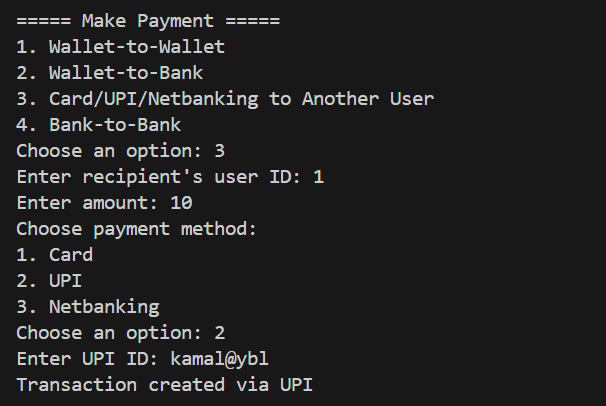 ===== Make Payment =====
1. Wallet-to-Wallet
2. Wallet-to-Bank
3. Card/UPI/Netbanking to Another User
4. Bank-to-Bank
Choose an option: 3
Enter recipient's user ID: 1
Enter amount: 10
Choose payment method:
1. Card
2. UPI
3. Netbanking
Choose an option: 2
Enter UPI ID: kamal@ybl
Transaction created via UPI